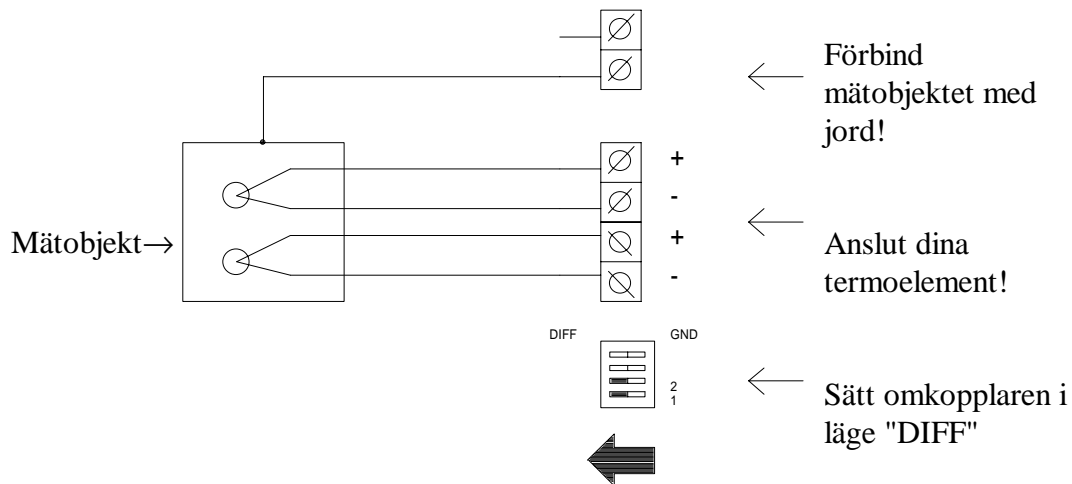 Förbind
mätobjektet med
jord!
+
-
+
-
Mätobjekt
Anslut dina
termoelement!
DIFF
GND
2
1
Sätt omkopplaren i
läge "DIFF"